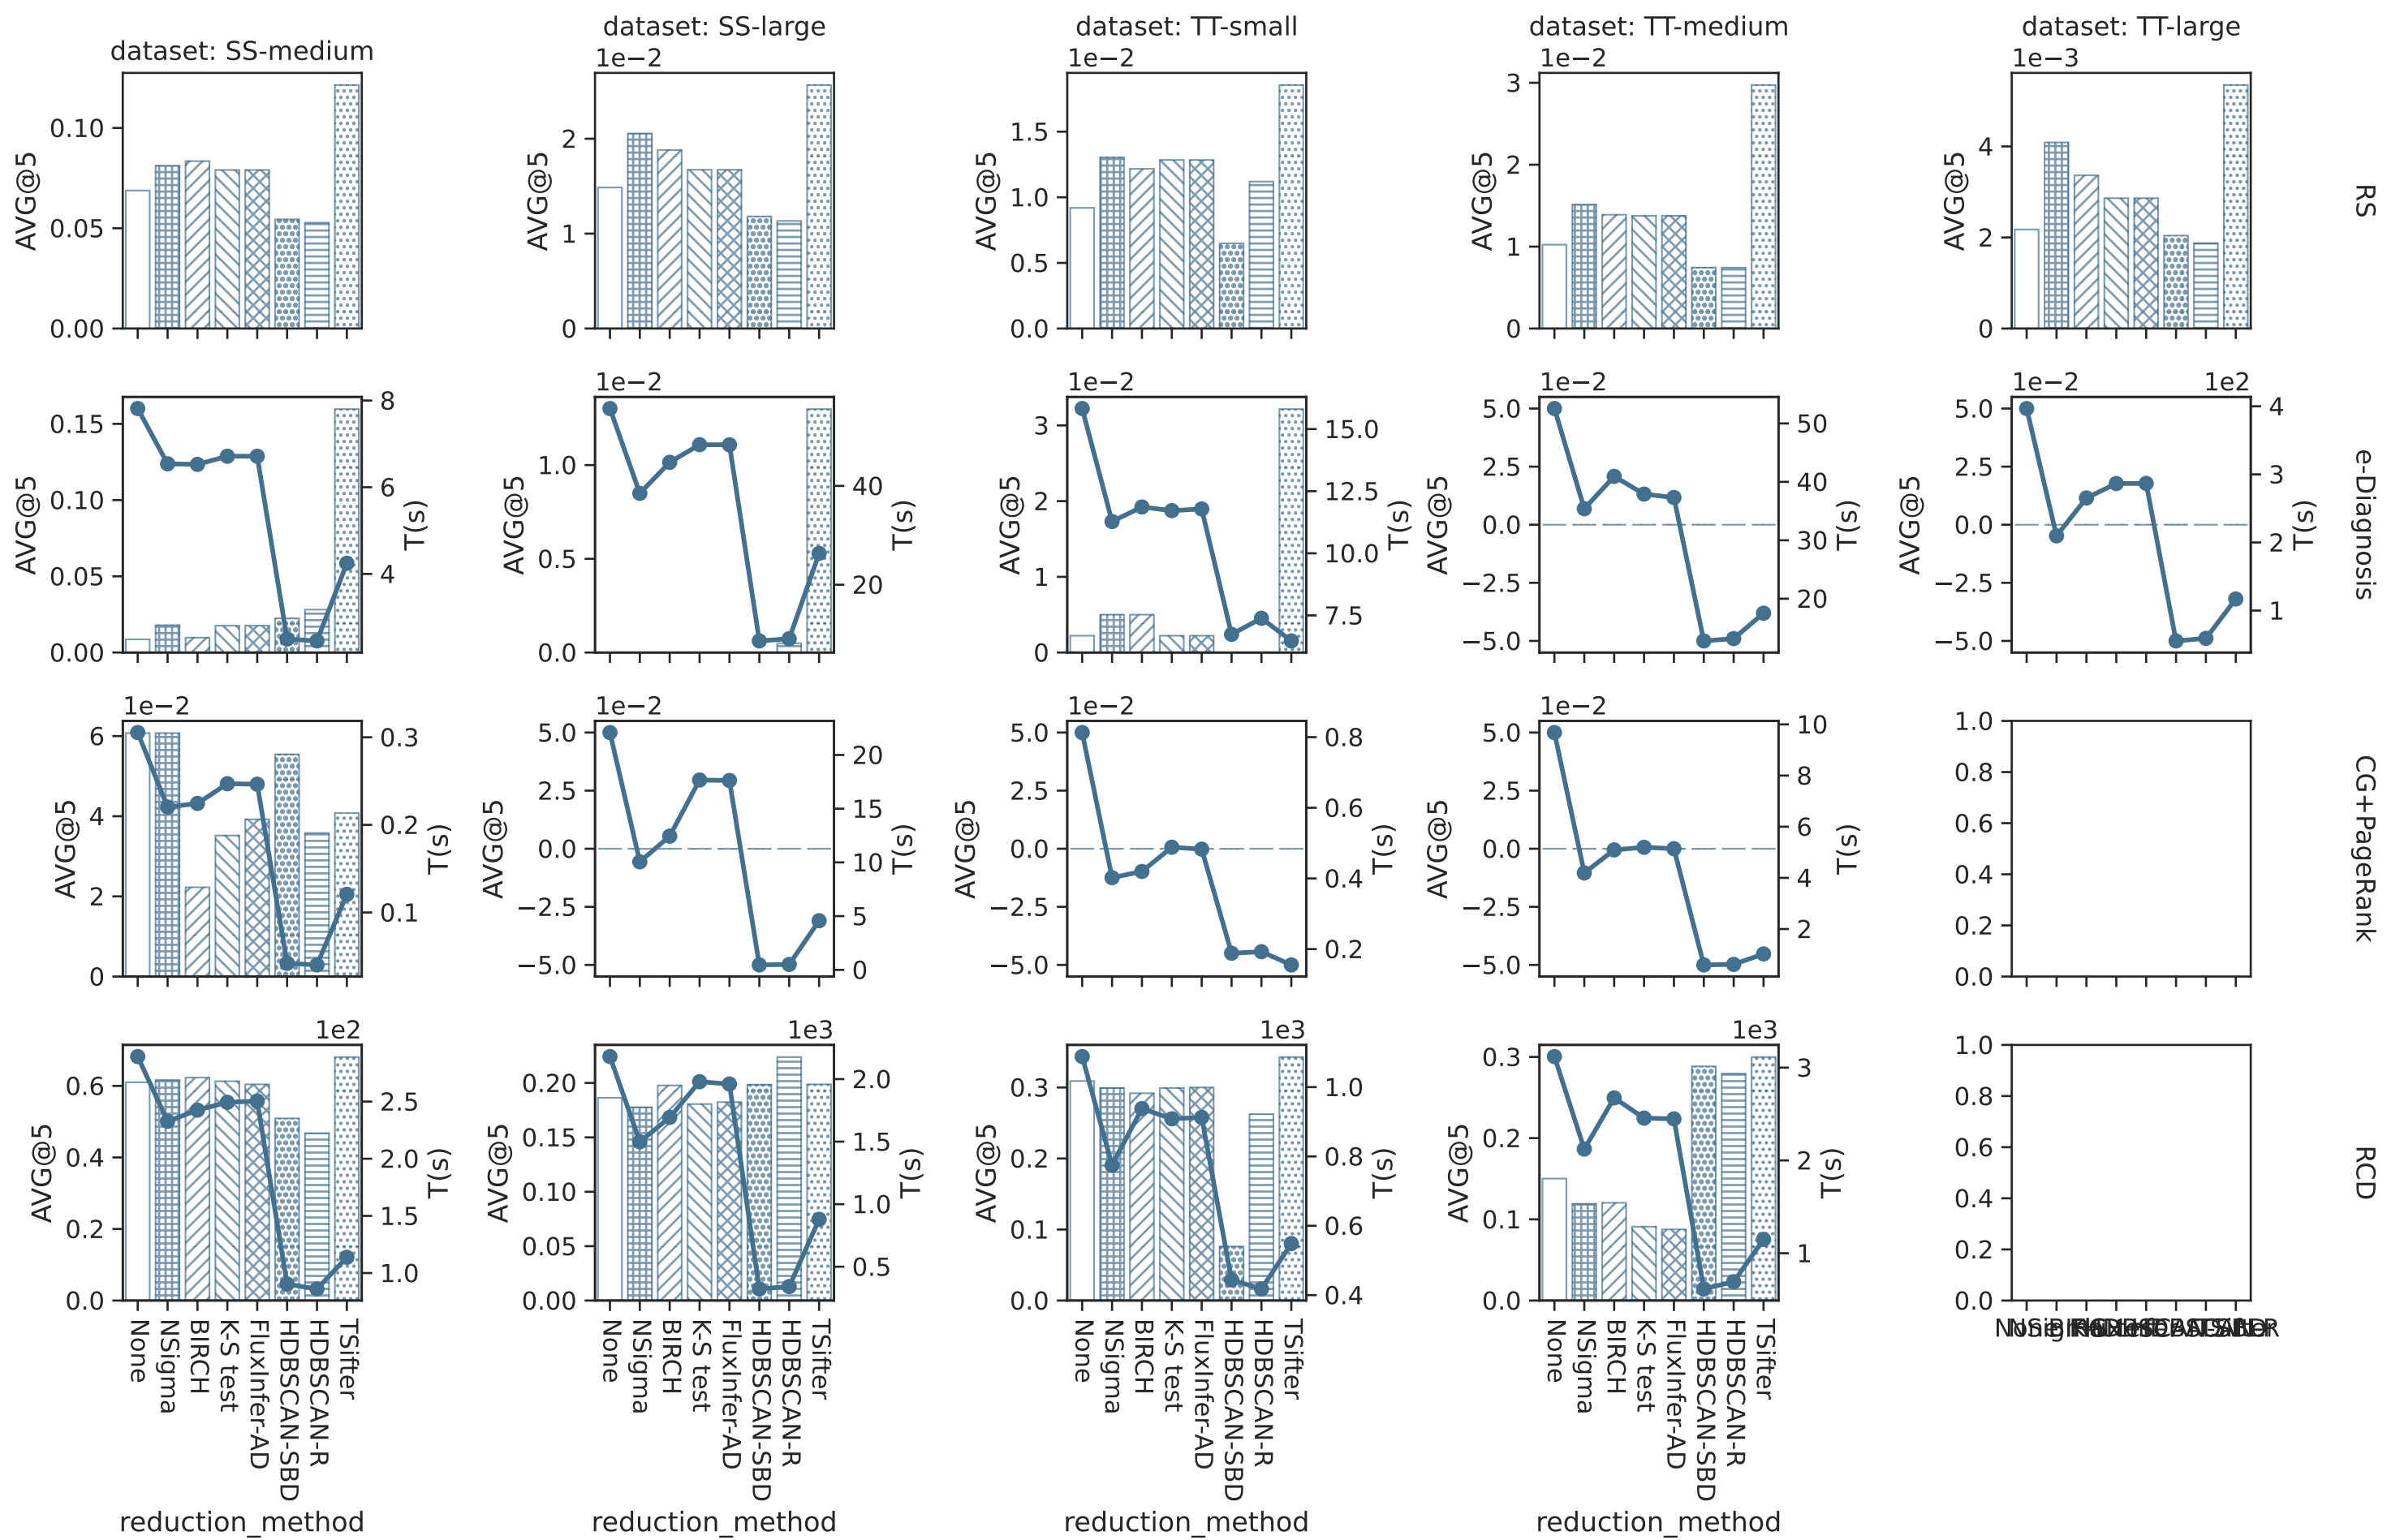 dataset: SS-medium
dataset: SS-large
dataset: TT-small
dataset: TT-medium
dataset: TT-large
1e−2
1e−2
1e−2
1e−3
AVG@5
0.10
0.05
0.00
AVG@5
2
1
0
AVG@5
1.5
1.0
0.5
0.0
AVG@5
3
2
1
0
AVG@5
4
2
0
RS
1e−2
1e−2
1e−2
1e−2
1e2
AVG@5
0.15
0.10
0.05
0.00
8
6
4
T(s)
AVG@5
1.0
0.5
0.0
40
20
T(s)
AVG@5
3
2
1
0
15.0
12.5
10.0
7.5
T(s)
AVG@5
5.0
2.5
0.0
−2.5
−5.0
50
40
30
20
T(s)
AVG@5
5.0
2.5
0.0
−2.5
−5.0
4
3
2
1
T(s)
e-Diagnosis
1e−2
1e−2
1e−2
1e−2
AVG@5
6
4
2
0
0.3
0.2
0.1
T(s)
AVG@5
5.0
2.5
0.0
−2.5
−5.0
20
15
10
5
0
T(s)
AVG@5
5.0
2.5
0.0
−2.5
−5.0
0.8
0.6
0.4
0.2
T(s)
AVG@5
5.0
2.5
0.0
−2.5
−5.0
10
8
6
4
2
T(s)
1.0
0.8
0.6
0.4
0.2
0.0
CG+PageRank
1e2
1e3
1e3
1e3
AVG@5
0.6
0.4
0.2
0.0
2.5
2.0
1.5
1.0
T(s)
AVG@5
0.20
0.15
0.10
0.05
0.00
2.0
1.5
1.0
0.5
T(s)
AVG@5
0.3
0.2
0.1
0.0
1.0
0.8
0.6
0.4
T(s)
AVG@5
0.3
0.2
0.1
0.0
3
2
1
T(s)
1.0
0.8
0.6
0.4
0.2
0.0
RCD
None
NSigma
BIRCH
K-S test
FluxInfer-AD
HDBSCAN-SBD
HDBSCAN-R
TSifter
None
NSigma
BIRCH
K-S test
FluxInfer-AD
HDBSCAN-SBD
HDBSCAN-R
TSifter
None
NSigma
BIRCH
K-S test
FluxInfer-AD
HDBSCAN-SBD
HDBSCAN-R
TSifter
None
NSigma
BIRCH
K-S test
FluxInfer-AD
HDBSCAN-SBD
HDBSCAN-R
TSifter
reduction_method
reduction_method
reduction_method
reduction_method